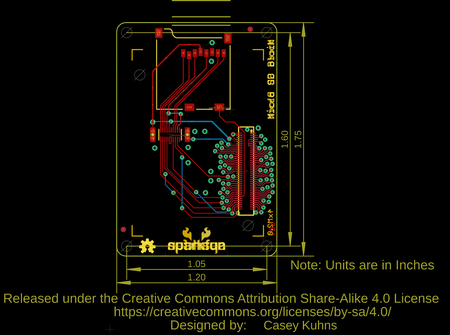 MicrO SD Block
1.60
1.75
sparkfun
1.05
1.20
Note: Units are in Inches
Released under the Creative Commons Attribution Share-Alike 4.0 License
https://creativecommons.org/licenses/by-sa/4.0/
Designed by: Casey Kuhns